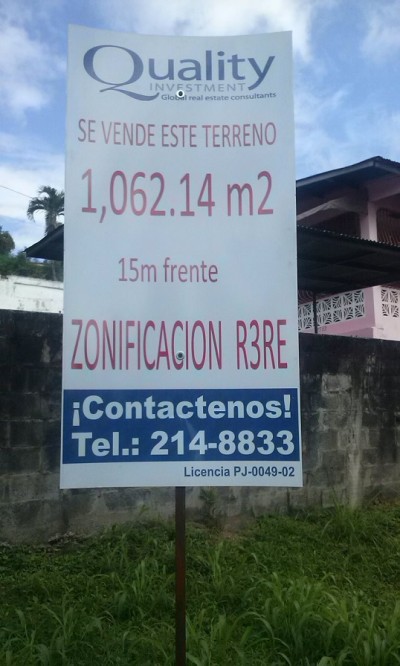 Quality
INVESTMENT
Global real estate consultants
SE VENDE ESTE TERRENO
1,062.14 m2
15m frente
ZONIFICACION R3RE
¡Contactenos!
Tel.: 214-8833
Licencia PJ-0049-02